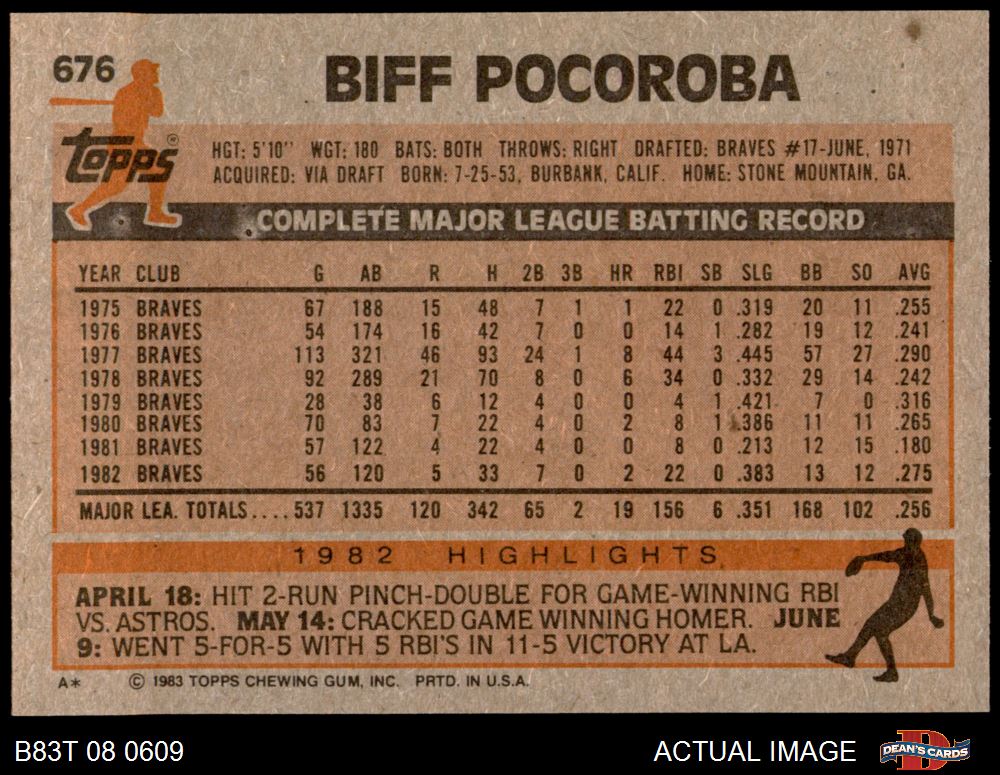 676
BIFF POCOROBA
Topps®
HGT: 5'10" WGT: 180 BATS: BOTH THROWS: RIGHT DRAFTED: BRAVES #17-JUNE, 1971
ACQUIRED: VIA DRAFT BORN: 7-25-53, BURBANK, CALIF. HOME: STONE MOUNTAIN, GA.
COMPLETE MAJOR LEAGUE BATTING RECORD
YEAR CLUB G AB R H 2B 3B HR RBI SB SLG BB SO AVG
1975 BRAVES 67 188 15 48 7 1 1 22 0 .319 20 11 .255
1976 BRAVES 54 174 16 42 7 0 0 14 1 .282 19 12 .241
1977 BRAVES 113 321 46 93 24 1 8 44 3 .445 57 27 .290
1978 BRAVES 92 289 21 70 8 0 6 34 0 .332 29 14 .242
1979 BRAVES 28 38 6 12 4 0 0 4 1 .421 7 0 .316
1980 BRAVES 70 83 7 22 4 0 2 8 1 .386 11 11 .265
1981 BRAVES 57 122 4 22 4 0 0 8 0 .213 12 15 .180
1982 BRAVES 56 120 5 33 7 0 2 22 0 .383 13 12 .275
MAJOR LEA. TOTALS.... 537 1335 120 342 65 2 19 156 6 .351 168 102 .256
1982 HIGHLIGHTS
APRIL 18: HIT 2-RUN PINCH-DOUBLE FOR GAME-WINNING RBI
VS. ASTROS. MAY 14: CRACKED GAME WINNING HOMER. JUNE
9: WENT 5-FOR-5 WITH 5 RBI'S IN 11-5 VICTORY AT LA.
A* © 1983 TOPPS CHEWING GUM, INC. PRTD. IN U.S.A.
B83T 08 0609
ACTUAL IMAGE
D
DEAN'S CARDS